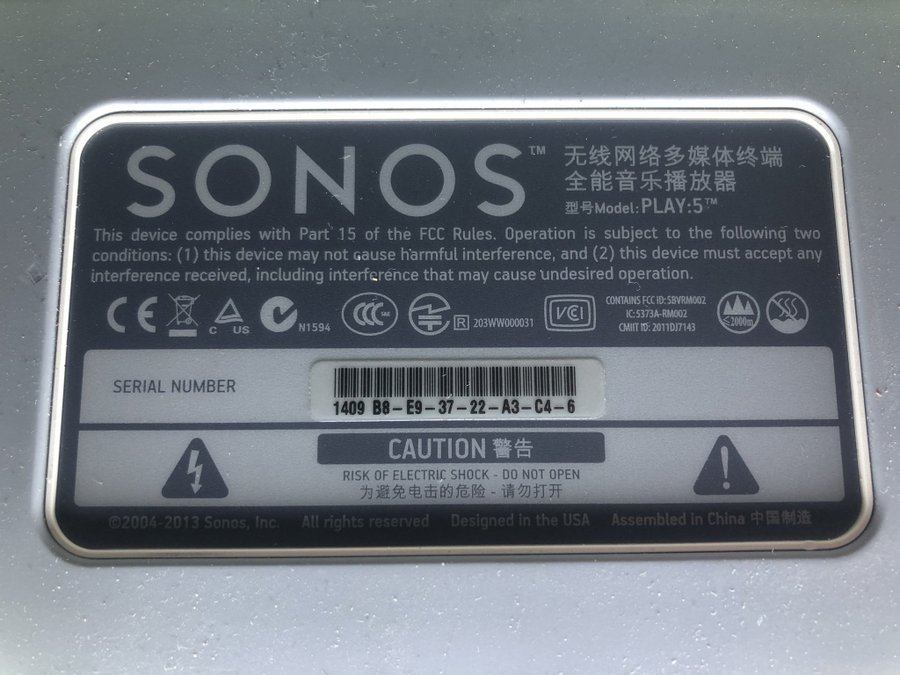 SONOS™
无线网络多媒体终端
全能音乐播放器
型号Model: PLAY:5™
This device complies with Part 15 of the FCC Rules. Operation is subject to the following two
conditions: (1) this device may not cause harmful interference, and (2) this device must accept any
interference received, including interference that may cause undesired operation.
CE C US N1594 CCC R 203WW000031 VCI
CONTAINS FCC ID: SBVRM002
IC: 5373A-RM002
CMIIT ID: 2011DJ7143
≤2000m
SERIAL NUMBER
1409 B8-E9-37-22-A3-C4-6
CAUTION 警告
RISK OF ELECTRIC SHOCK - DO NOT OPEN
为避免电击的危险 - 请勿打开
©2004-2013 Sonos, Inc. All rights reserved Designed in the USA Assembled in China 中国制造